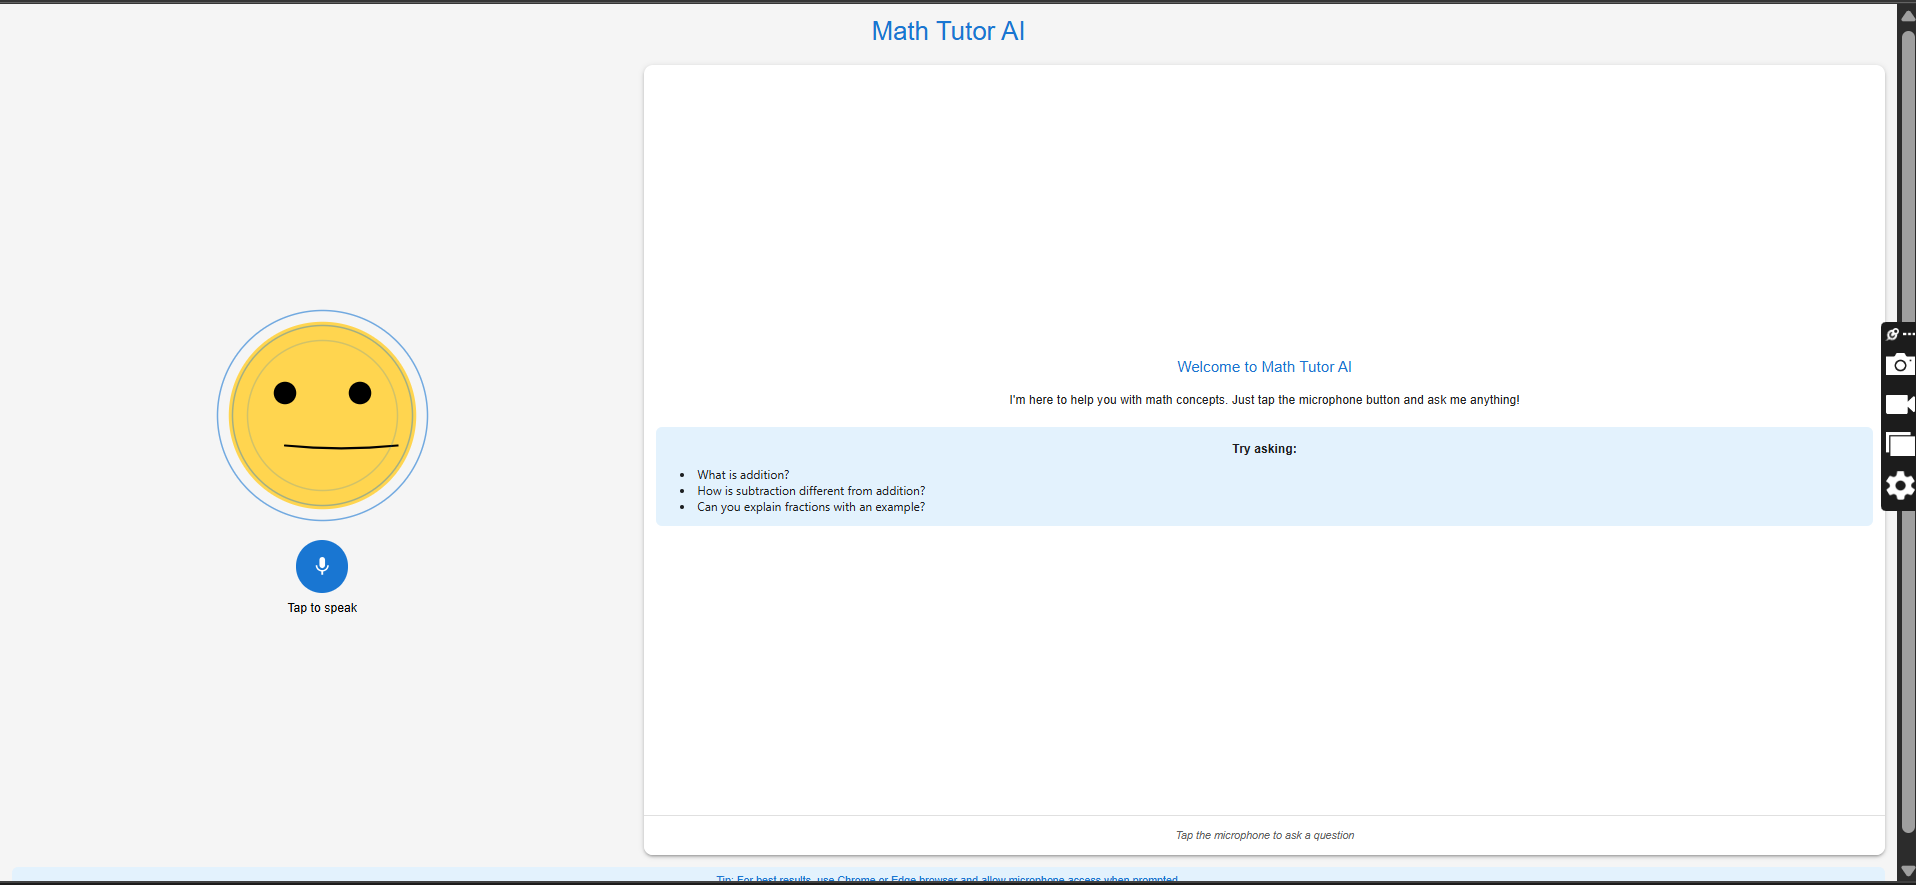 Math Tutor AI
Tap to speak
Welcome to Math Tutor AI
I'm here to help you with math concepts. Just tap the microphone button and ask me anything!
Try asking:
• What is addition?
• How is subtraction different from addition?
• Can you explain fractions with an example?
Tap the microphone to ask a question
Tip: For best results, use Chrome or Edge browser and allow microphone access when prompted.